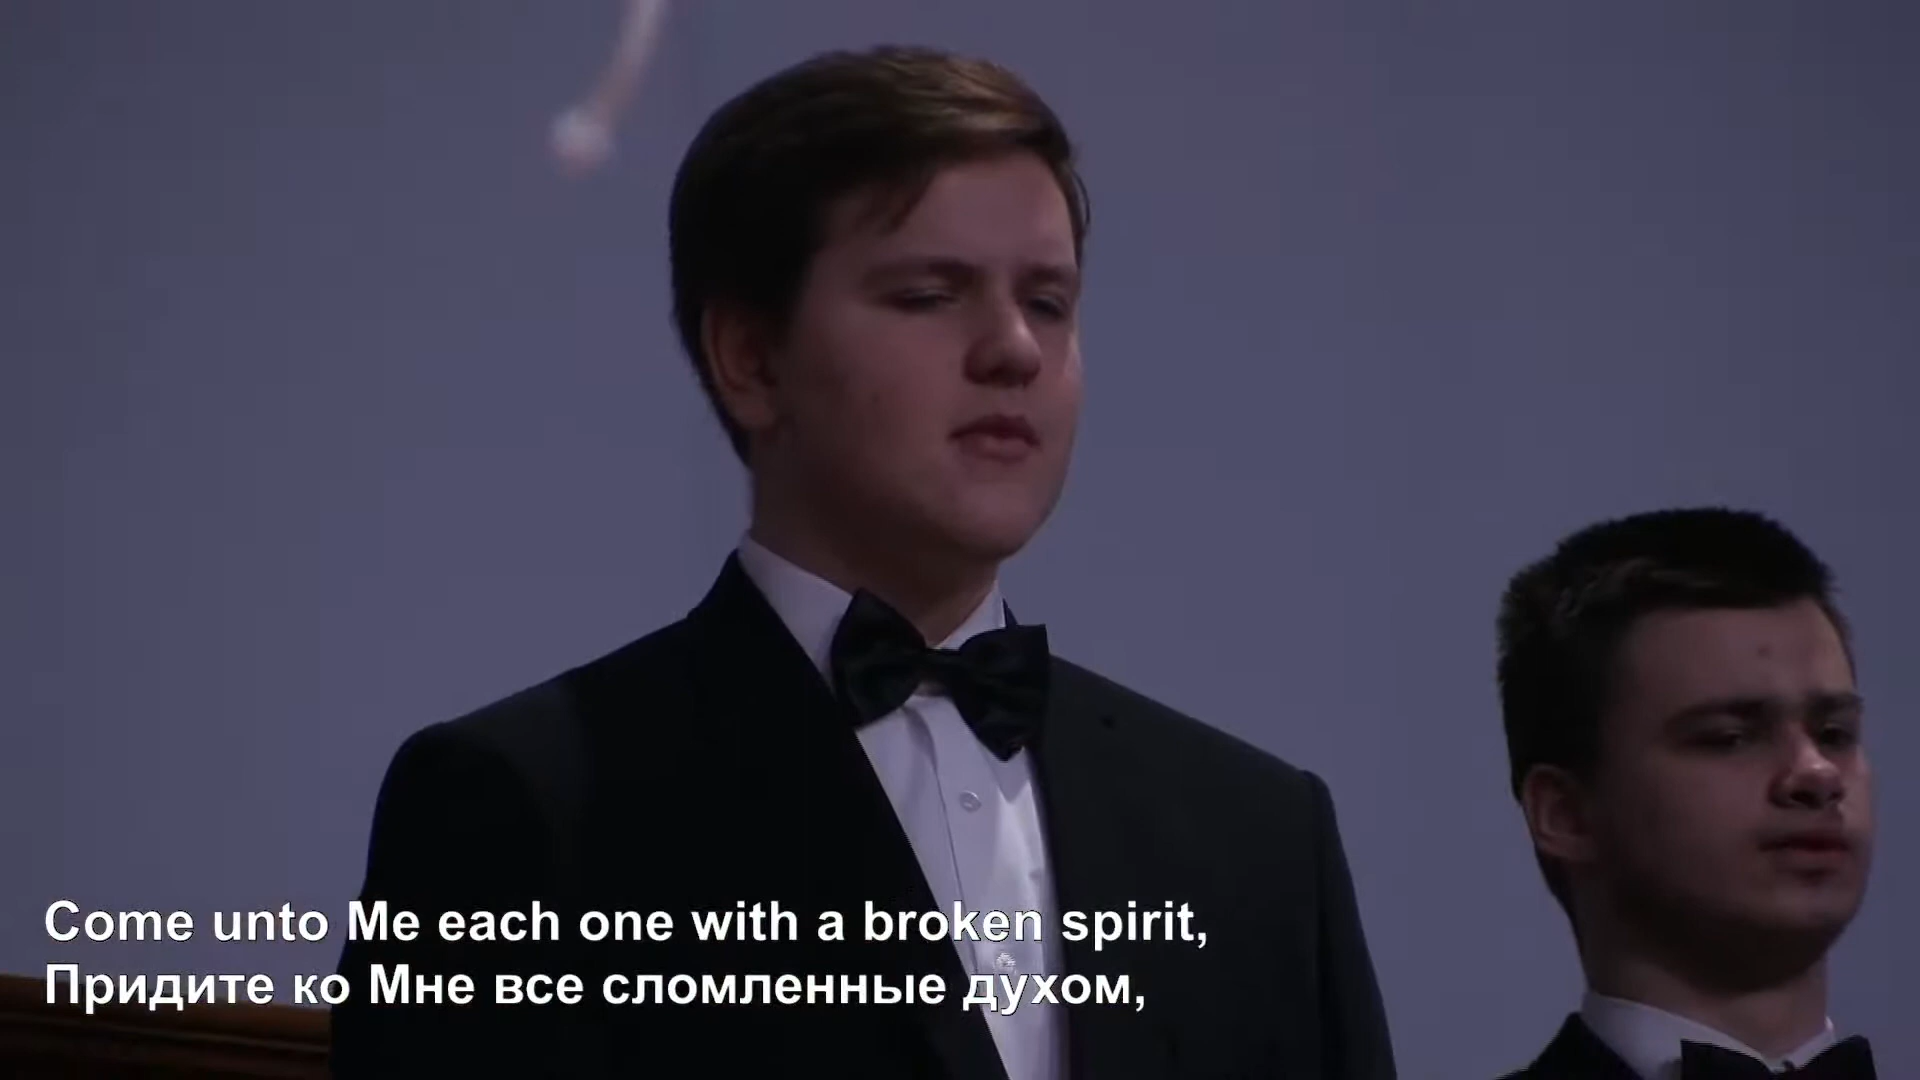 Come unto Me each one with a broken spirit,
Придите ко Мне все сломленные духом,